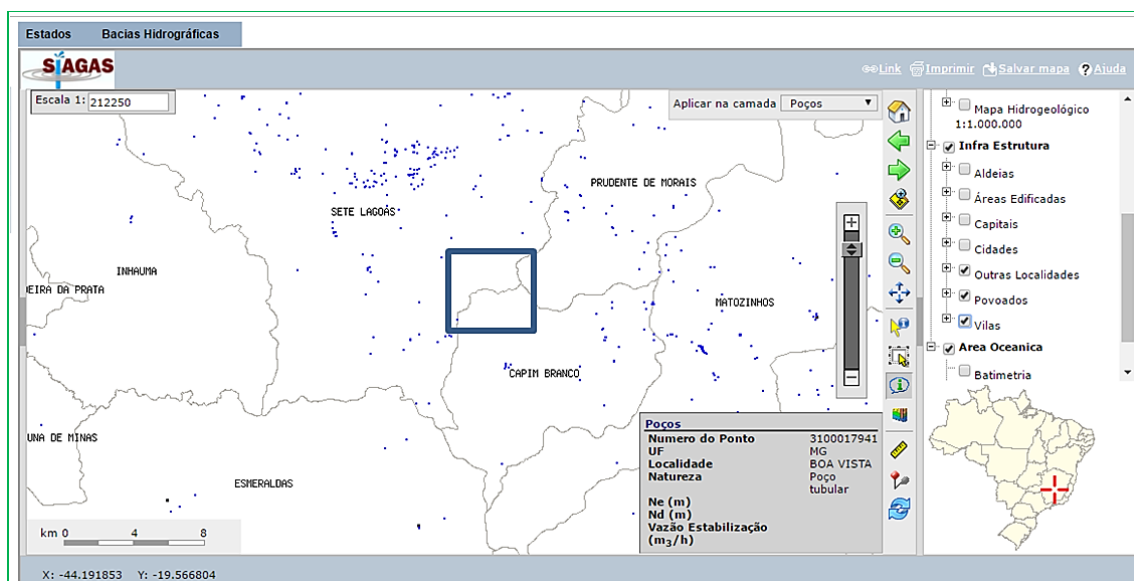 Estados Bacias Hidrográficas
SIAGAS
Link Imprimir Salvar mapa ?Ajuda
Escala 1: 212250
Aplicar na camada Poços
Mapa Hidrogeológico
1:1.000.000
Infra Estrutura
Aldeias
Áreas Edificadas
Capitais
Cidades
Outras Localidades
Povoados
Vilas
Area Oceanica
Batimetria
PRUDENTE DE MORAIS
SETE LAGOAS
INHAUMA
EIRA DA PRATA
MATOZINHOS
CAPIM BRANCO
UNA DE MINAS
ESMERALDAS
Poços
Numero do Ponto 3100017941
UF MG
Localidade BOA VISTA
Natureza Poço
tubular
Ne (m)
Nd (m)
Vazão Estabilização
(m3/h)
km 0 4 8
X: -44.191853 Y: -19.566804